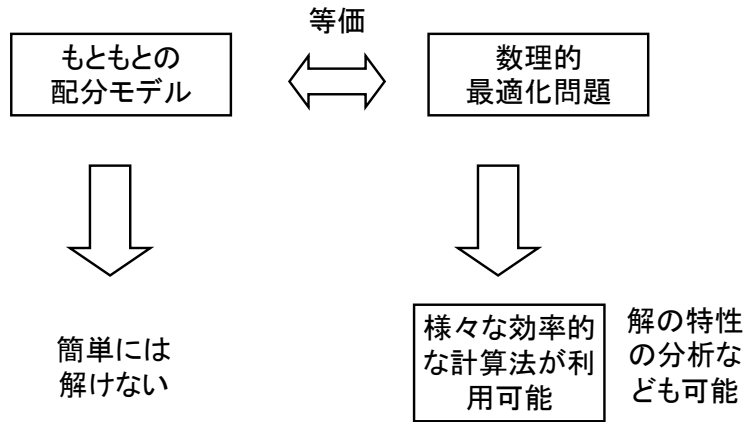 等価
もともとの
配分モデル
数理的
最適化問題
簡単には
解けない
様々な効率的
な計算法が利
用可能
解の特性
の分析な
ども可能